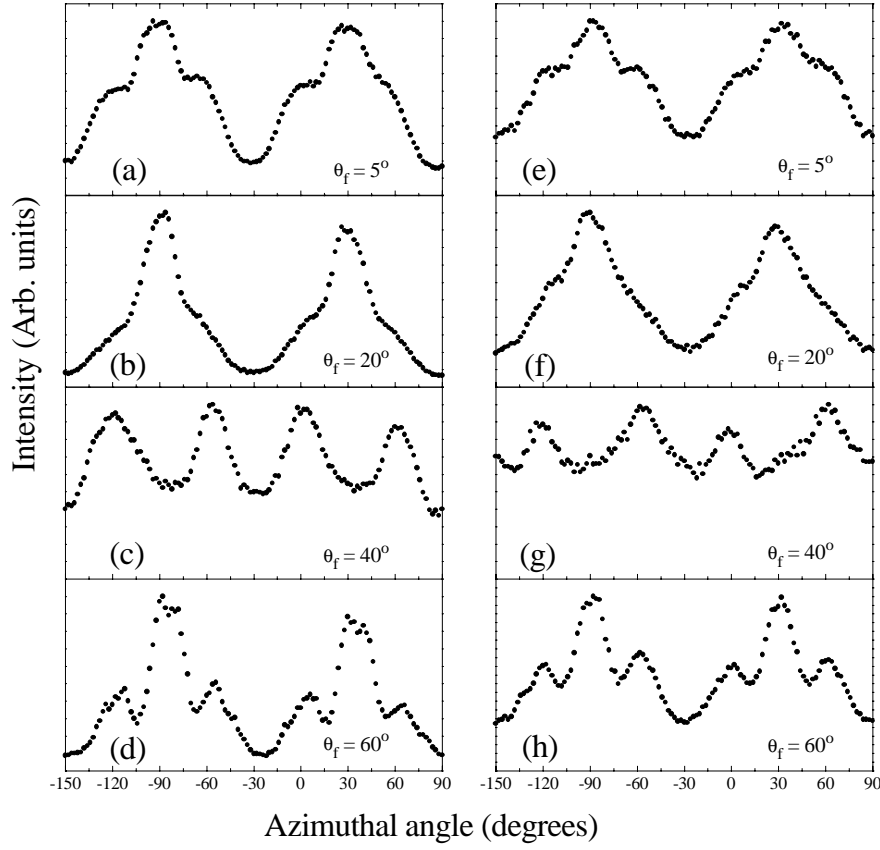 (a) θf = 5o
(e) θf = 5o
(b) θf = 20o
(f) θf = 20o
(c) θf = 40o
(g) θf = 40o
(d) θf = 60o
(h) θf = 60o
Intensity (Arb. units)
-150 -120 -90 -60 -30 0 30 60 90
-150 -120 -90 -60 -30 0 30 60 90
Azimuthal angle (degrees)